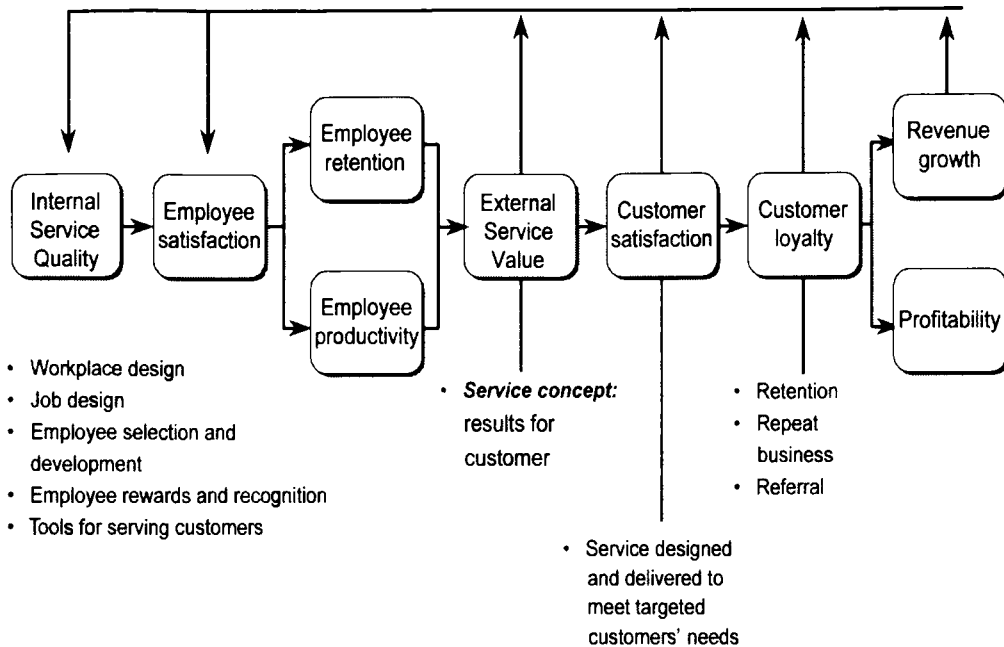 Internal
Service
Quality
Employee
satisfaction
Employee
retention
Employee
productivity
External
Service
Value
Customer
satisfaction
Customer
loyalty
Revenue
growth
Profitability
• Workplace design
• Job design
• Employee selection and
development
• Employee rewards and recognition
• Tools for serving customers
• Service concept:
results for
customer
• Service designed
and delivered to
meet targeted
customers' needs
• Retention
• Repeat
business
• Referral